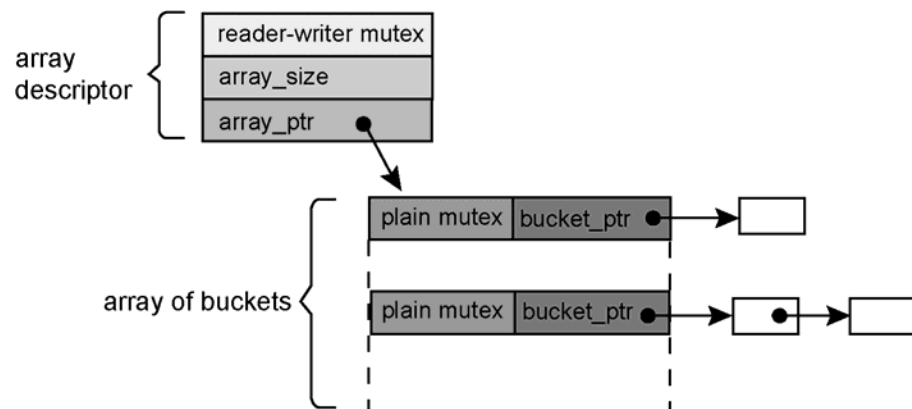 array
descriptor
reader-writer mutex
array_size
array_ptr
array of buckets
plain mutex
bucket_ptr
plain mutex
bucket_ptr